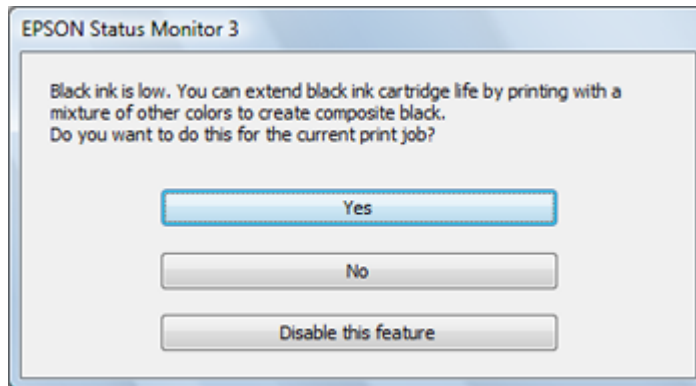 EPSON Status Monitor 3
Black ink is low. You can extend black ink cartridge life by printing with a
mixture of other colors to create composite black.
Do you want to do this for the current print job?
Yes
No
Disable this feature